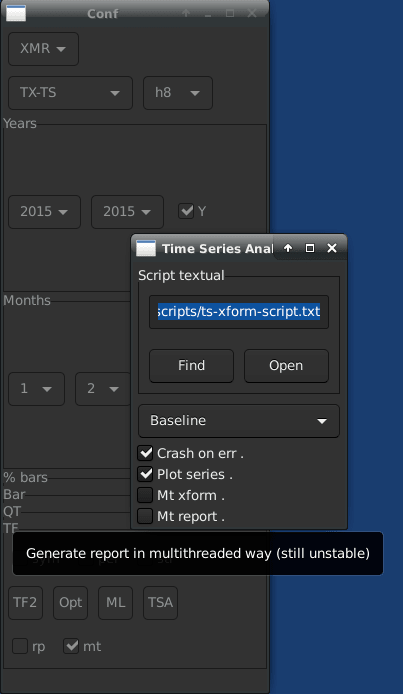 Conf
XMR
TX-TS h8
Years
2015 2015 Y
Time Series Anal
Script textual
scripts/ts-xform-script.txt
Find Open
Months
1 2
Baseline
Crash on err .
Plot series .
Mt xform .
Mt report .
% bars
Bar
QT
TF
Generate report in multithreaded way (still unstable)
TF2 Opt ML TSA
rp mt